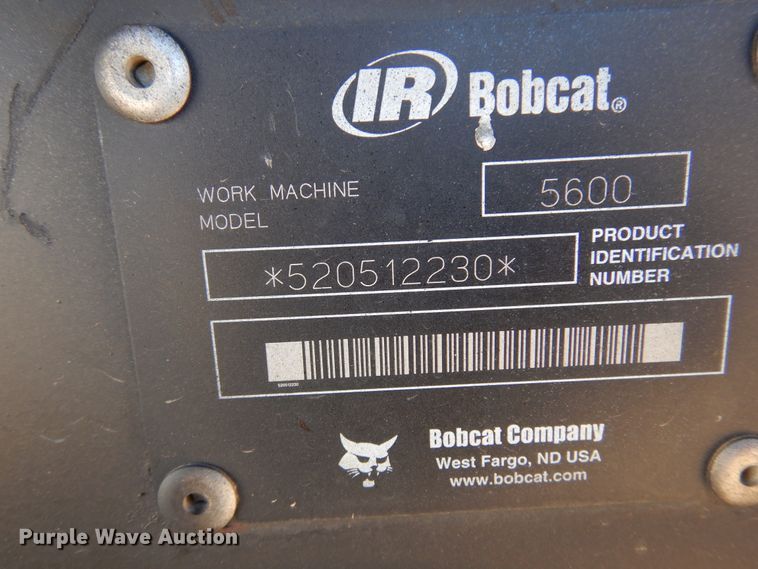 IR Bobcat®
WORK MACHINE
MODEL
5600
*520512230*
PRODUCT
IDENTIFICATION
NUMBER
520512230
Bobcat Company
West Fargo, ND USA
www.bobcat.com
Purple Wave Auction